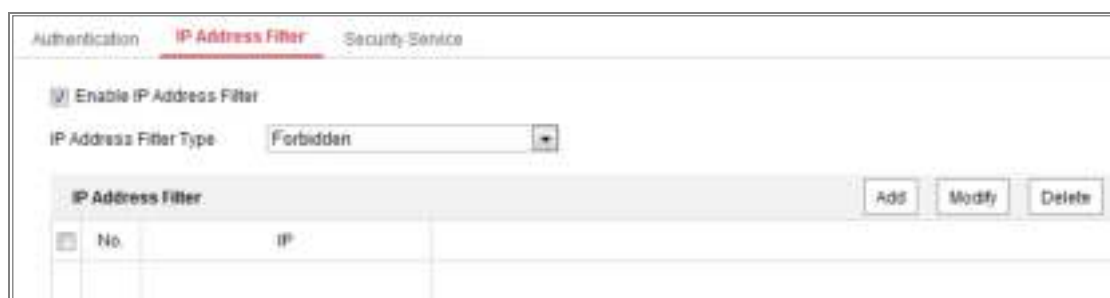 Authentication IP Address Filter Security Service
Enable IP Address Filter
IP Address Filter Type Forbidden
IP Address Filter Add Modify Delete
No. IP